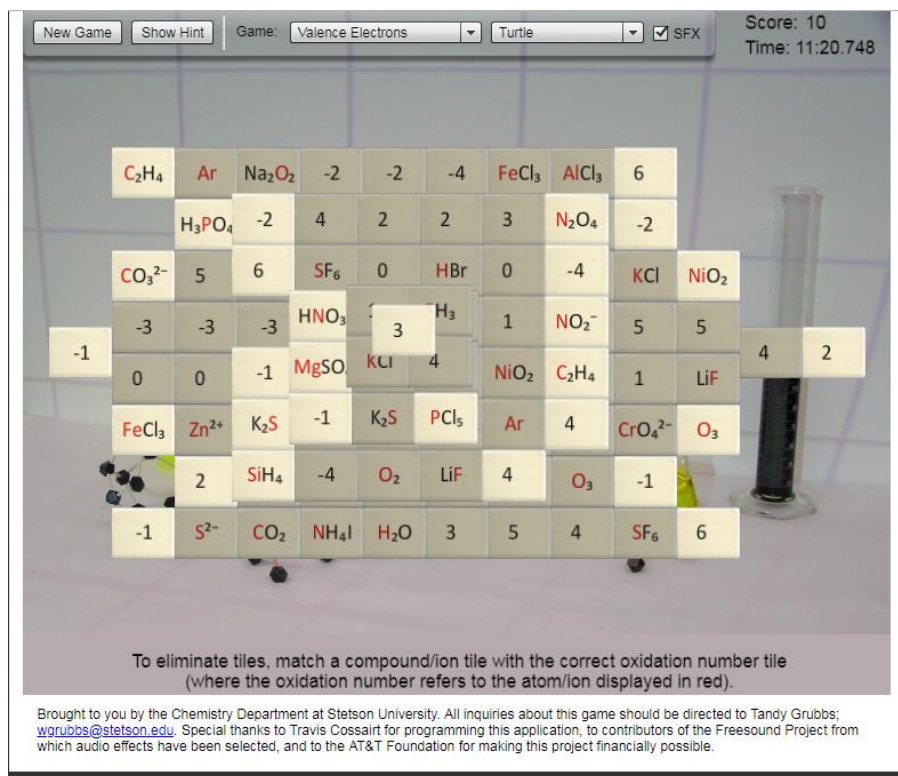 New Game Show Hint Game: Valence Electrons Turtle SFX Score: 10
Time: 11:20.748
C₂H₄ Ar Na₂O₂ -2 -2 -4 FeCl₃ AlCl₃ 6
H₃PO₄ -2 4 2 2 3 N₂O₄ -2
CO₃²⁻ 5 6 SF₆ 0 HBr 0 -4 KCl NiO₂
-3 -3 -3 HNO₃ 3 H₃ 1 NO₂⁻ 5 5
-1 4 2
0 0 -1 MgSO KCl 4 NiO₂ C₂H₄ 1 LiF
FeCl₃ Zn²⁺ K₂S -1 K₂S PCl₅ Ar 4 CrO₄²⁻ O₃
2 SiH₄ -4 O₂ LiF 4 O₃ -1
-1 S²⁻ CO₂ NH₄I H₂O 3 5 4 SF₆ 6
To eliminate tiles, match a compound/ion tile with the correct oxidation number tile
(where the oxidation number refers to the atom/ion displayed in red).
Brought to you by the Chemistry Department at Stetson University. All inquiries about this game should be directed to Tandy Grubbs;
wgrubbs@stetson.edu. Special thanks to Travis Cossairt for programming this application, to contributors of the Freesound Project from
which audio effects have been selected, and to the AT&T Foundation for making this project financially possible.